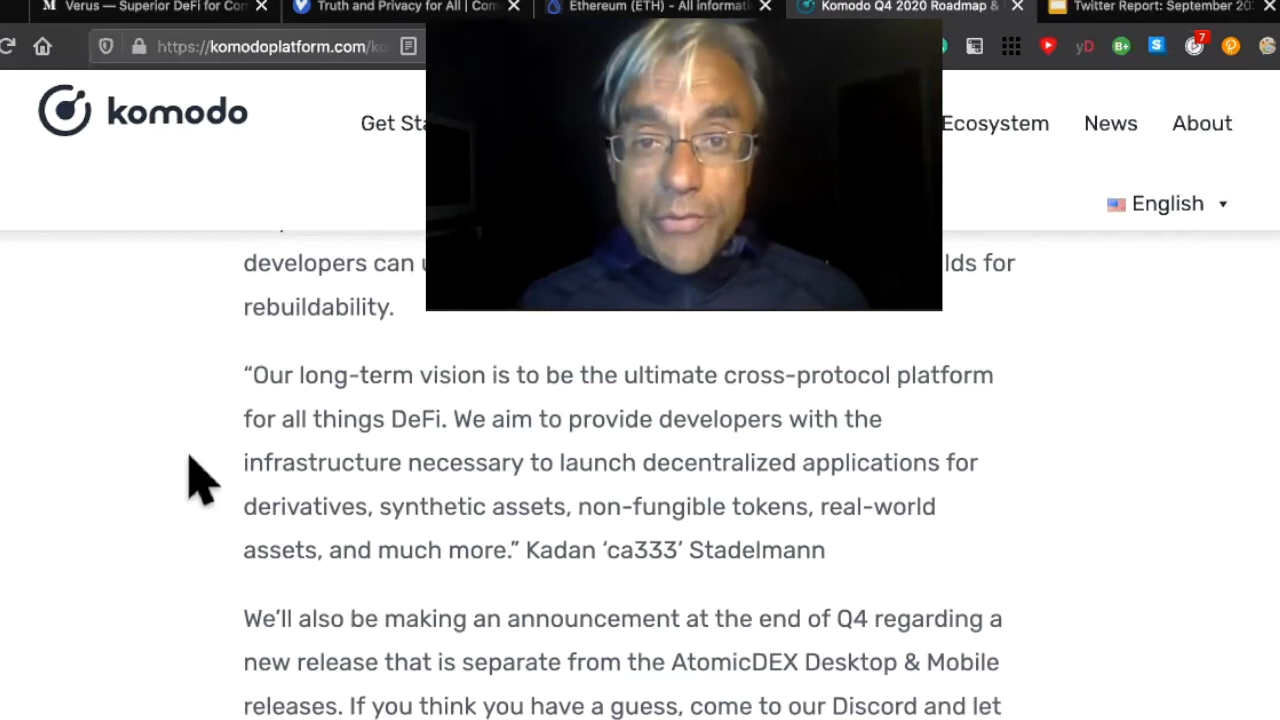 Verus — Superior DeFi for Con
Truth and Privacy for All | Com
Ethereum (ETH) - All informati
Komodo Q4 2020 Roadmap &
Twitter Report: September 20
https://komodoplatform.com/ko
yD
B+
S
7
komodo
Get Sta
Ecosystem
News
About
English
developers can u
lds for
rebuildability.
“Our long-term vision is to be the ultimate cross-protocol platform
for all things DeFi. We aim to provide developers with the
infrastructure necessary to launch decentralized applications for
derivatives, synthetic assets, non-fungible tokens, real-world
assets, and much more.” Kadan ‘ca333’ Stadelmann
We’ll also be making an announcement at the end of Q4 regarding a
new release that is separate from the AtomicDEX Desktop & Mobile
releases. If you think you have a guess, come to our Discord and let